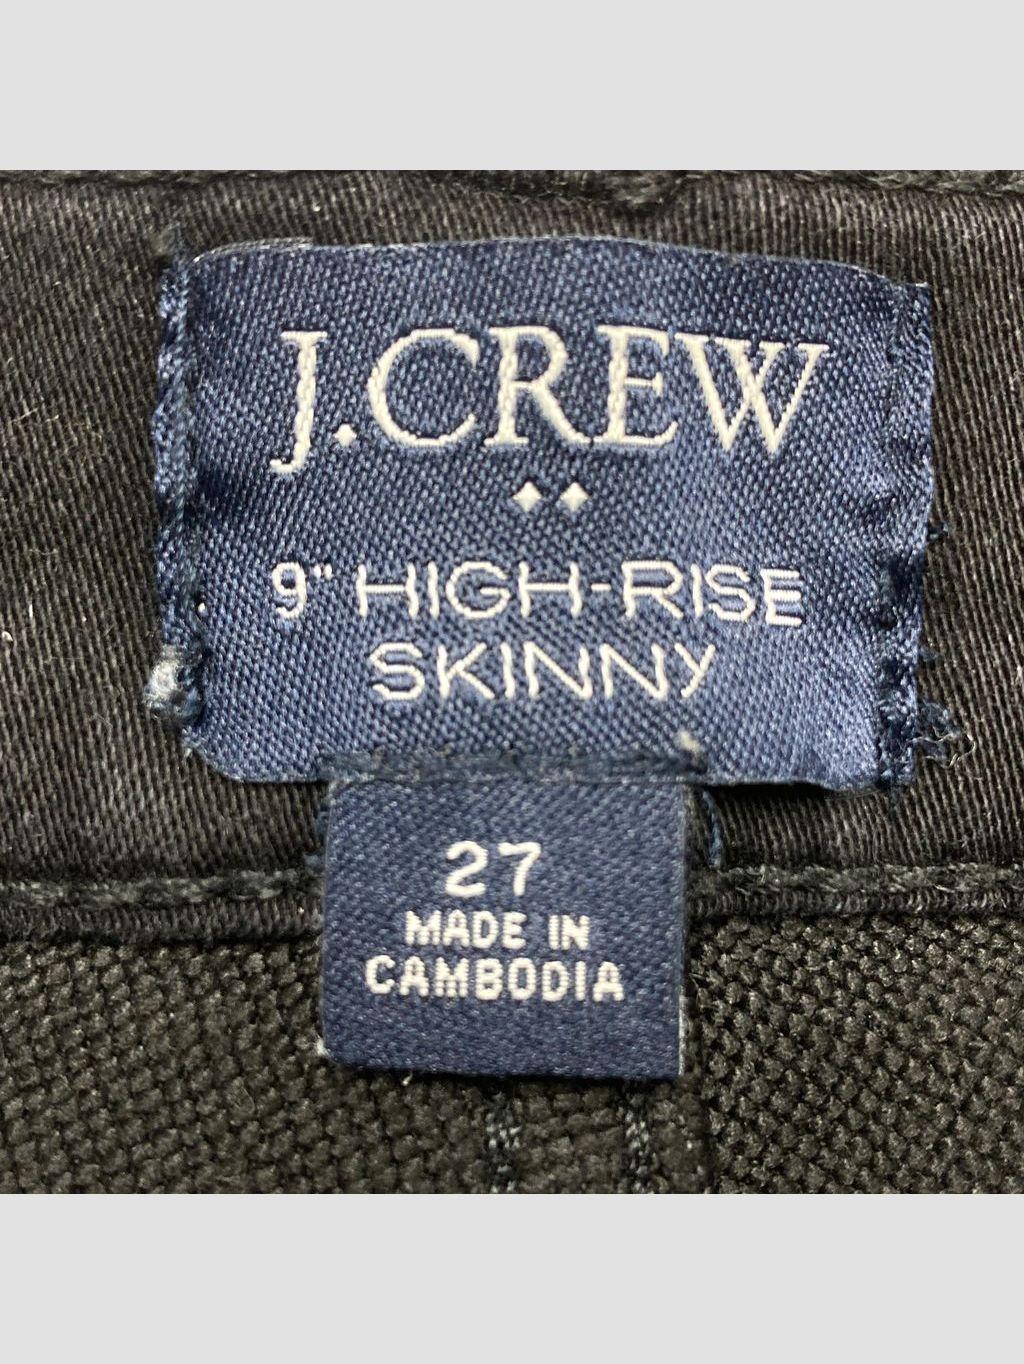 J.CREW
9" HIGH-RISE
SKINNY
27
MADE IN
CAMBODIA